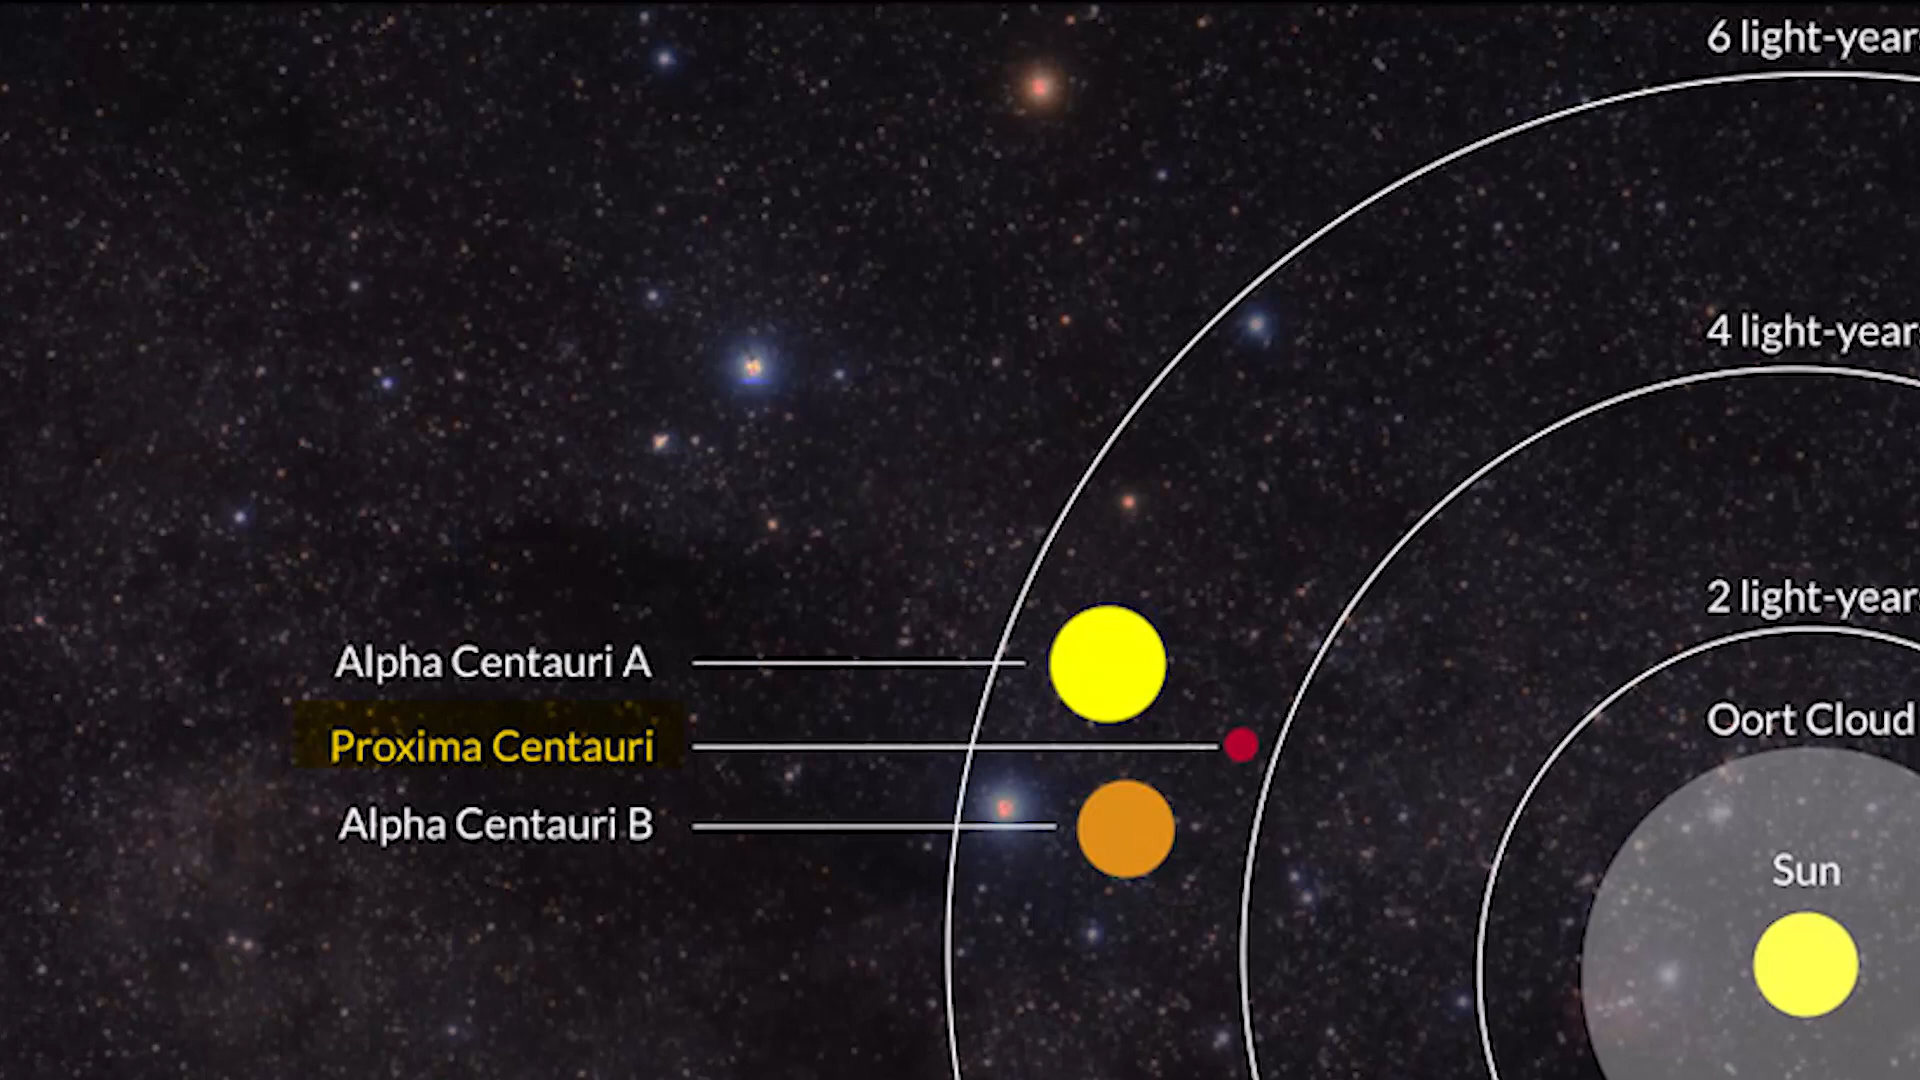 6 light-year
4 light-year
2 light-year
Alpha Centauri A
Oort Cloud
Proxima Centauri
Alpha Centauri B
Sun